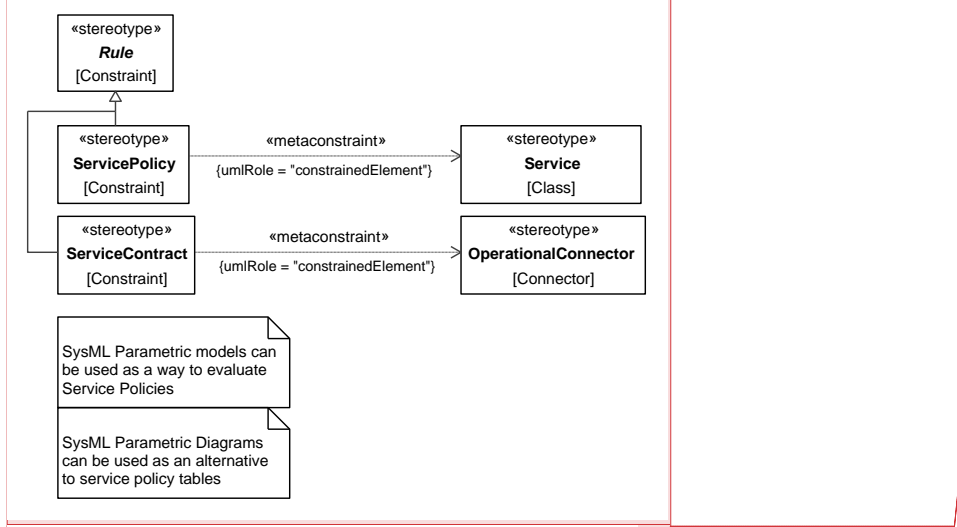 «stereotype»
Rule
[Constraint]
«stereotype»
ServicePolicy
[Constraint]
«metaconstraint»
{umlRole = "constrainedElement"}
«stereotype»
Service
[Class]
«stereotype»
ServiceContract
[Constraint]
«metaconstraint»
{umlRole = "constrainedElement"}
«stereotype»
OperationalConnector
[Connector]
SysML Parametric models can
be used as a way to evaluate
Service Policies
SysML Parametric Diagrams
can be used as an alternative
to service policy tables